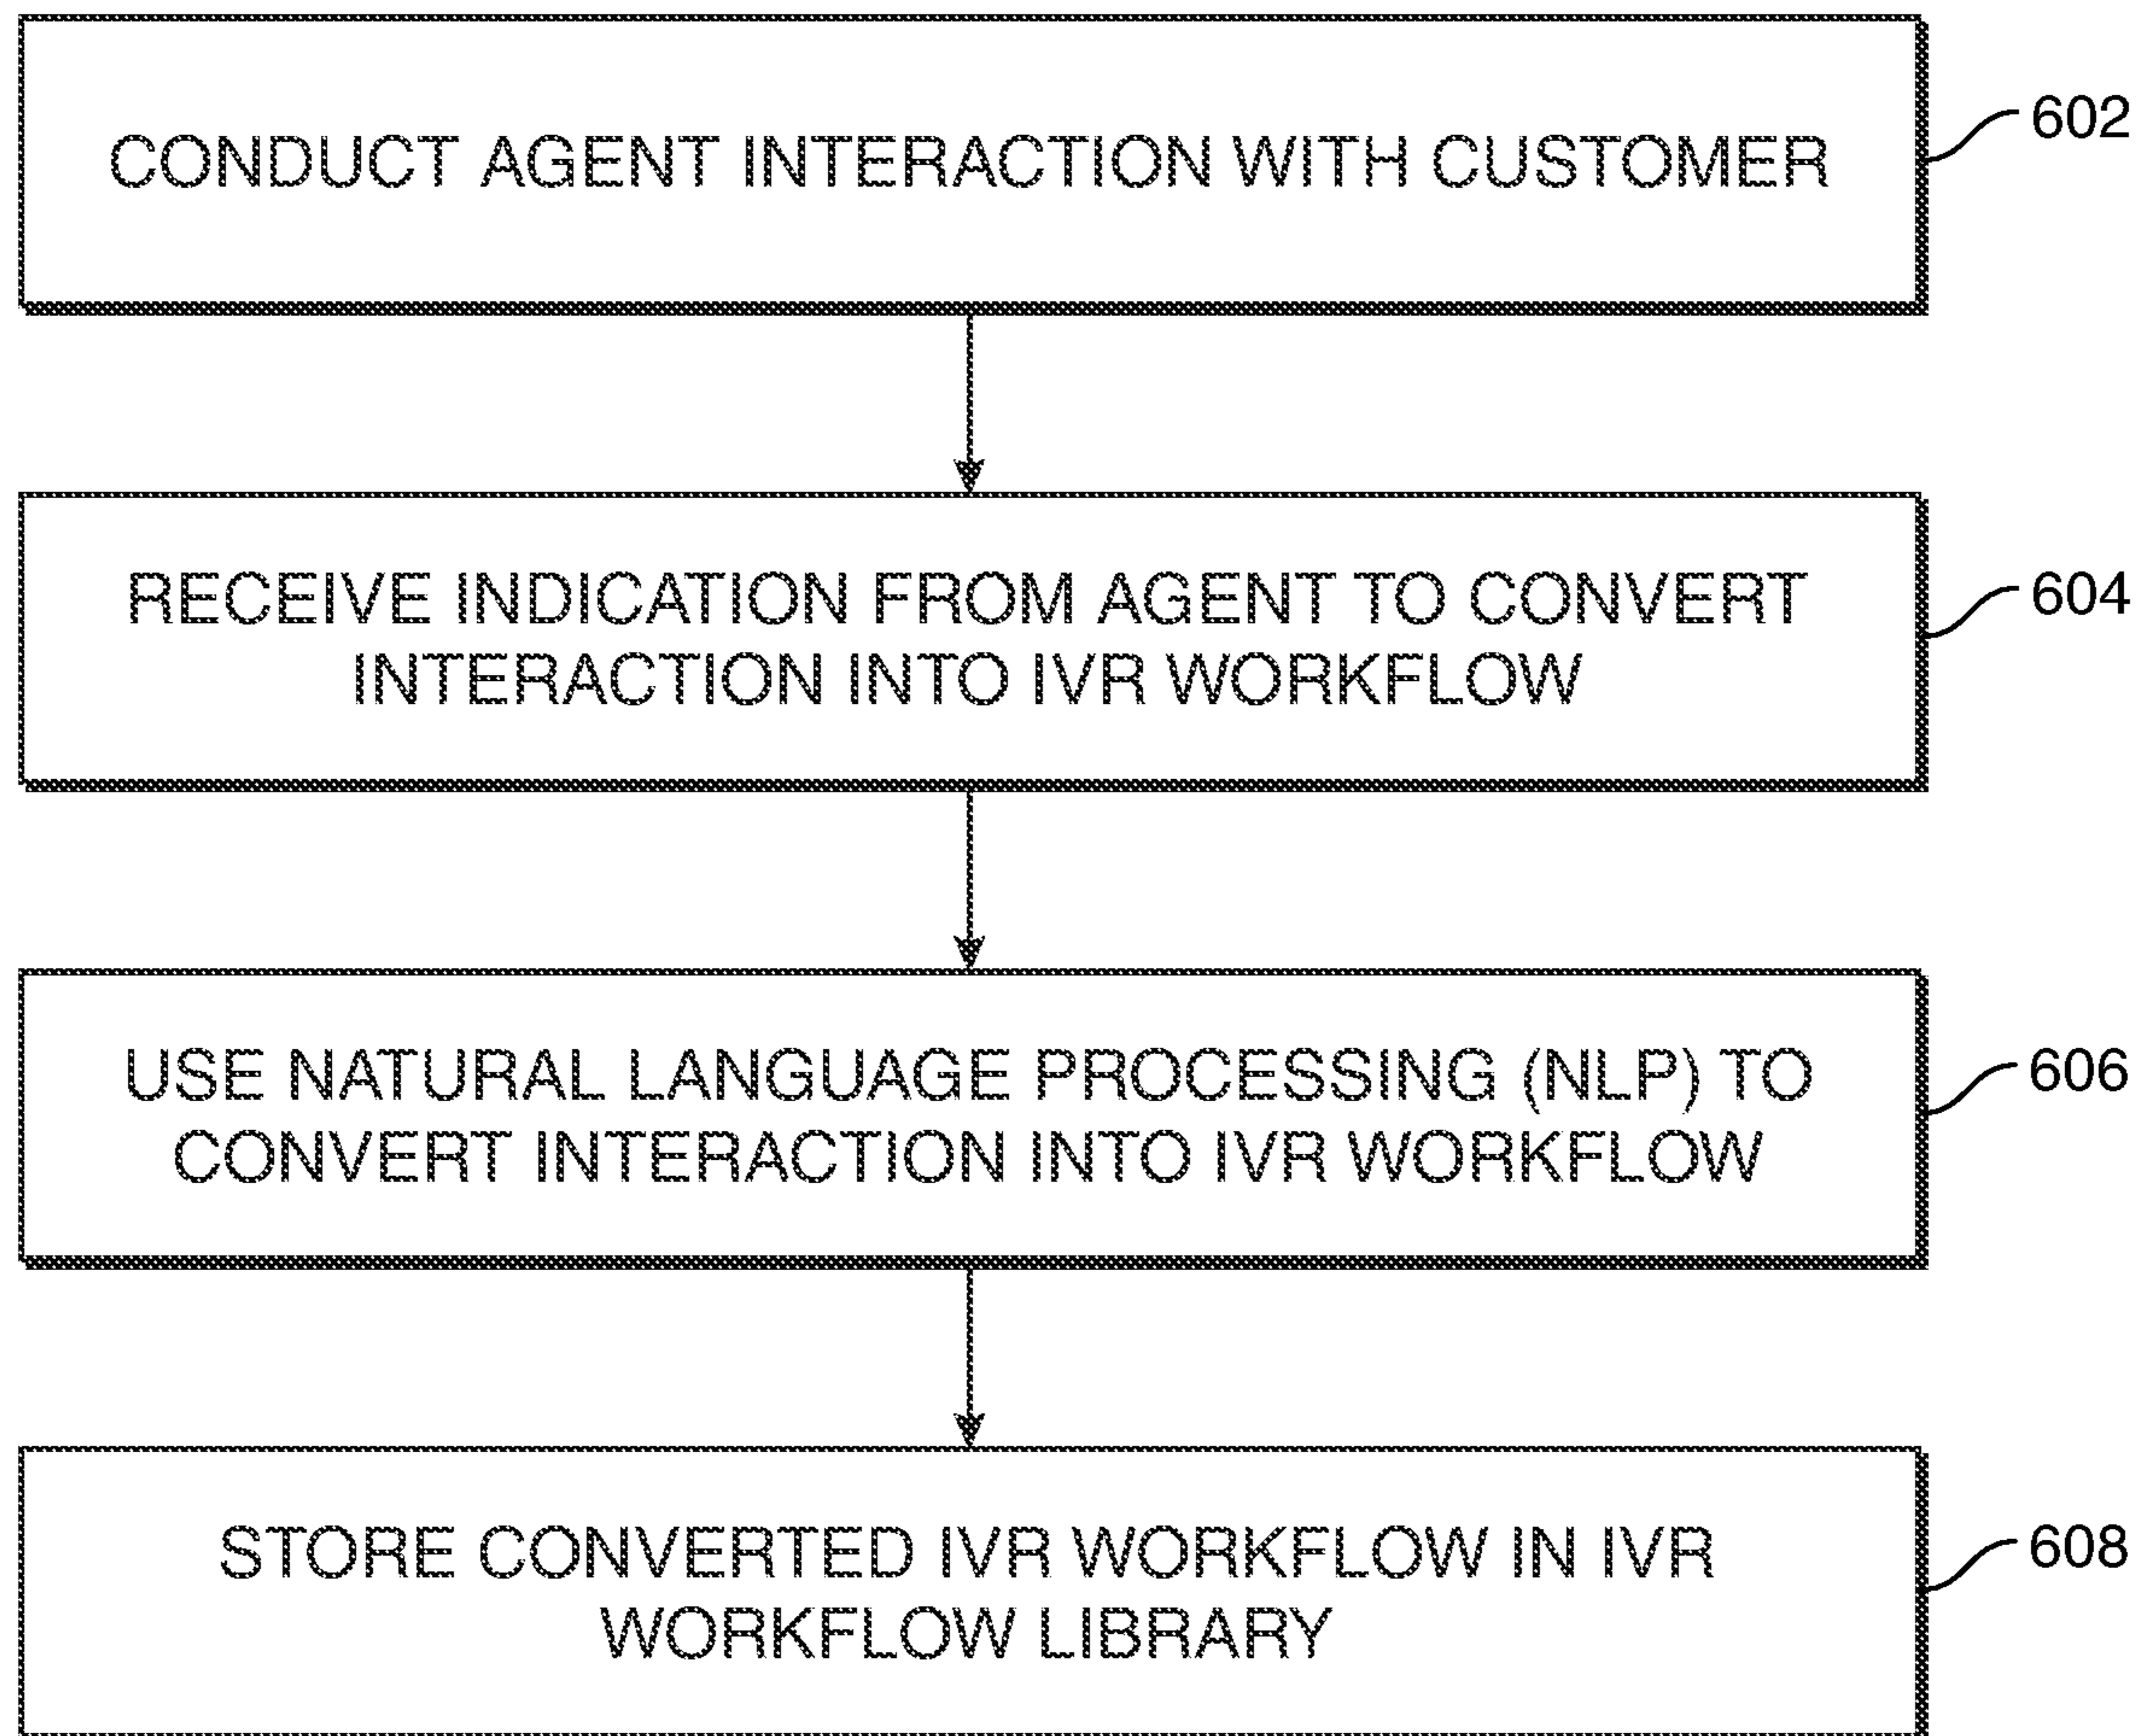 CONDUCT AGENT INTERACTION WITH CUSTOMER
602
RECEIVE INDICATION FROM AGENT TO CONVERT
INTERACTION INTO IVR WORKFLOW
604
USE NATURAL LANGUAGE PROCESSING (NLP) TO
CONVERT INTERACTION INTO IVR WORKFLOW
606
STORE CONVERTED IVR WORKFLOW IN IVR
WORKFLOW LIBRARY
608